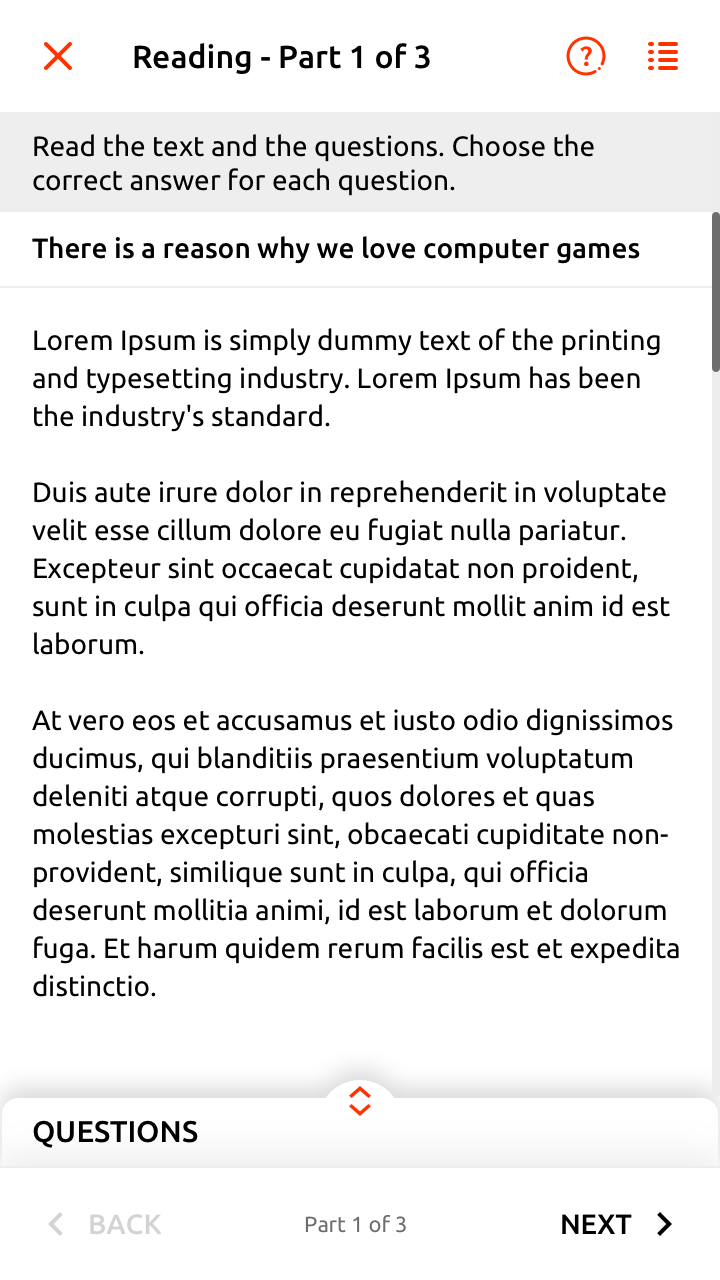 Reading - Part 1 of 3
Read the text and the questions. Choose the
correct answer for each question.
There is a reason why we love computer games
Lorem Ipsum is simply dummy text of the printing
and typesetting industry. Lorem Ipsum has been
the industry's standard.
Duis aute irure dolor in reprehenderit in voluptate
velit esse cillum dolore eu fugiat nulla pariatur.
Excepteur sint occaecat cupidatat non proident,
sunt in culpa qui officia deserunt mollit anim id est
laborum.
At vero eos et accusamus et iusto odio dignissimos
ducimus, qui blanditiis praesentium voluptatum
deleniti atque corrupti, quos dolores et quas
molestias excepturi sint, obcaecati cupiditate non-
provident, similique sunt in culpa, qui officia
deserunt mollitia animi, id est laborum et dolorum
fuga. Et harum quidem rerum facilis est et expedita
distinctio.
QUESTIONS
BACK Part 1 of 3 NEXT